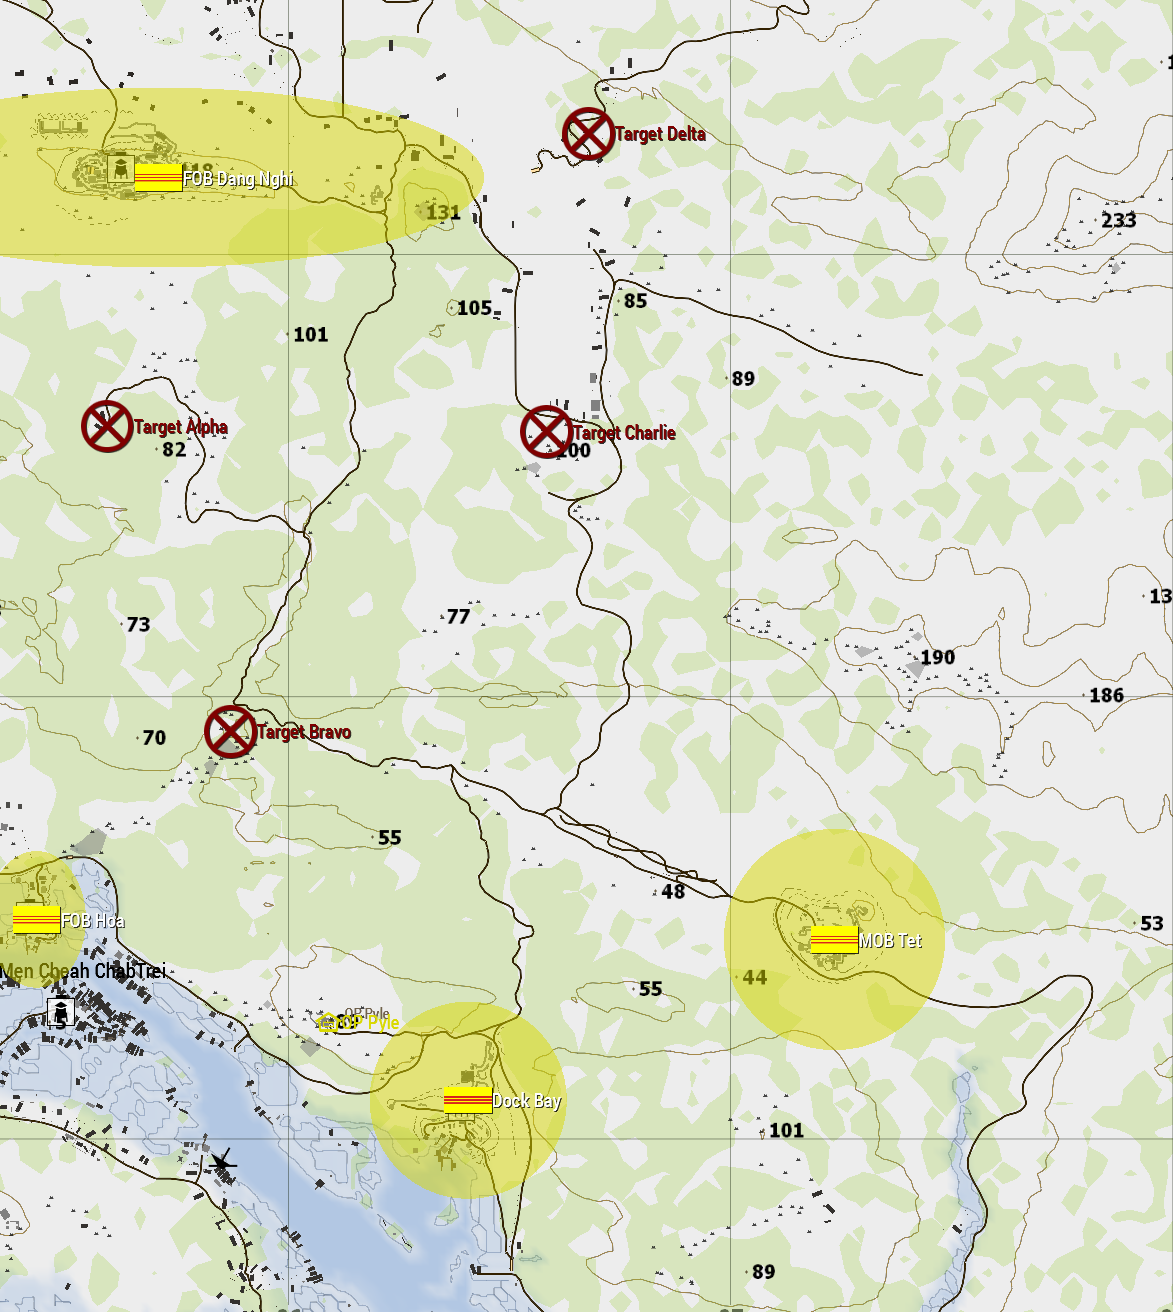 Target Delta
118
FOB Dang Nghi
131
233
105
85
101
89
Target Alpha
Target Charlie
82
100
77
73
190
186
70
Target Bravo
55
48
FOB Hoa
53
MOB Tet
Men Cheah ChabTrei
44
55
5
OP Pyle
OP Pyle
Dock Bay
101
89